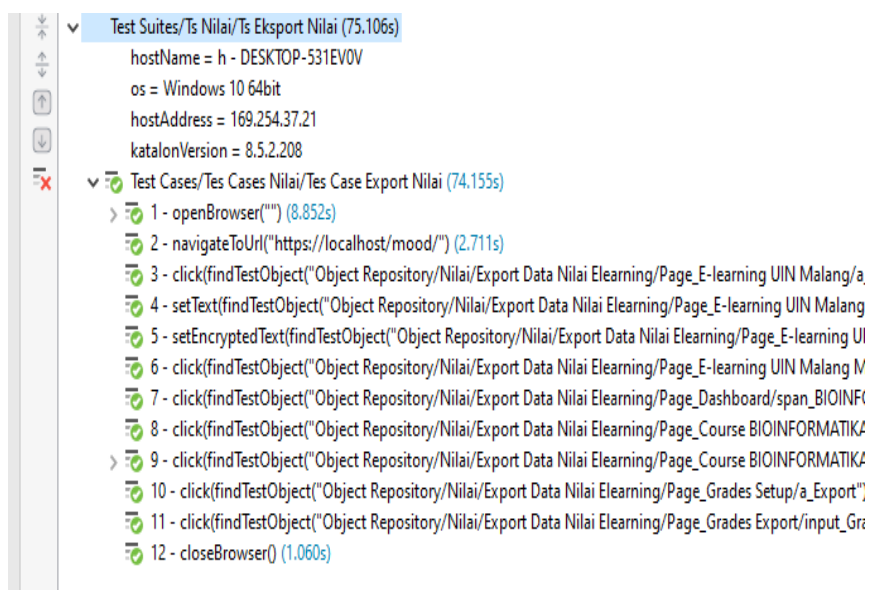 Test Suites/Ts Nilai/Ts Eksport Nilai (75.106s)
hostName = h - DESKTOP-531EV0V
os = Windows 10 64bit
hostAddress = 169.254.37.21
katalonVersion = 8.5.2.208
Test Cases/Tes Cases Nilai/Tes Case Export Nilai (74.155s)
1 - openBrowser("") (8.852s)
2 - navigateToUrl("https://localhost/mood/") (2.711s)
3 - click(findTestObject("Object Repository/Nilai/Export Data Nilai Elearning/Page_E-learning UIN Malang/a_
4 - setText(findTestObject("Object Repository/Nilai/Export Data Nilai Elearning/Page_E-learning UIN Malang
5 - setEncryptedText(findTestObject("Object Repository/Nilai/Export Data Nilai Elearning/Page_E-learning UI
6 - click(findTestObject("Object Repository/Nilai/Export Data Nilai Elearning/Page_E-learning UIN Malang M
7 - click(findTestObject("Object Repository/Nilai/Export Data Nilai Elearning/Page_Dashboard/span_BIOINF
8 - click(findTestObject("Object Repository/Nilai/Export Data Nilai Elearning/Page_Course BIOINFORMATIKA
9 - click(findTestObject("Object Repository/Nilai/Export Data Nilai Elearning/Page_Course BIOINFORMATIKA
10 - click(findTestObject("Object Repository/Nilai/Export Data Nilai Elearning/Page_Grades Setup/a_Export")
11 - click(findTestObject("Object Repository/Nilai/Export Data Nilai Elearning/Page_Grades Export/input_Gra
12 - closeBrowser() (1.060s)